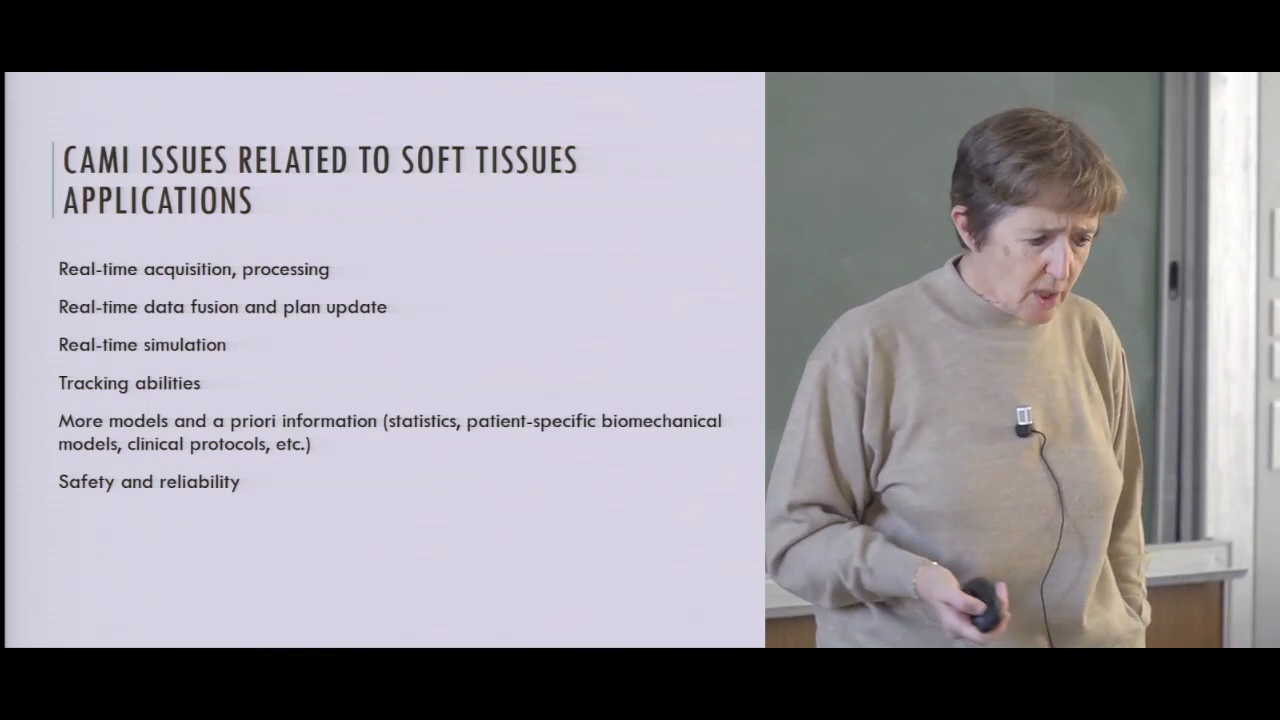 CAMI ISSUES RELATED TO SOFT TISSUES
APPLICATIONS
Real-time acquisition, processing
Real-time data fusion and plan update
Real-time simulation
Tracking abilities
More models and a priori information (statistics, patient-specific biomechanical
models, clinical protocols, etc.)
Safety and reliability